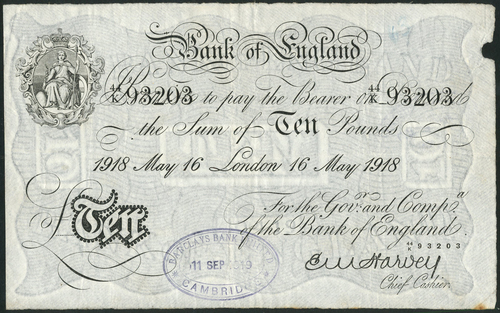 Bank of England
44/K 93203 to pay the Bearer on 44/K 93203
the Sum of Ten Pounds
1918 May 16 London 16 May 1918
For the Govr. and Compa.
of the Bank of England.
£Ten
44/K 93203
E M Harvey
Chief Cashier.
BARCLAYS BANK
11 SEP 1919
CAMBRIDGE